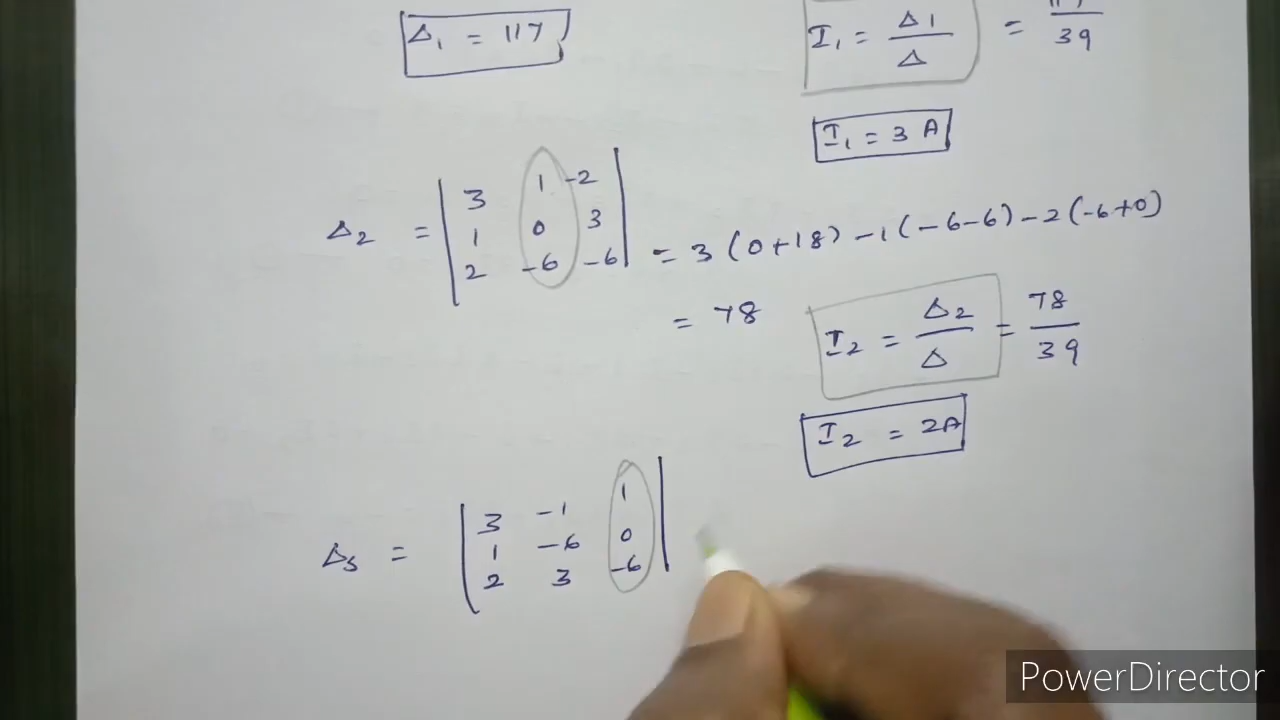 Δ₁ = 117
I₁ = Δ1 / Δ = 117 / 39
I₁ = 3 A
Δ₂ = | 3 1 -2 |
| 1 0 3 |
| 2 -6 -6 | = 3 (0+18) -1 (-6-6) -2 (-6+0)
= 78
I₂ = Δ₂ / Δ = 78 / 39
I₂ = 2A
Δ₃ = | 3 -1 1 |
| 1 -6 0 |
| 2 3 -6 |
PowerDirector